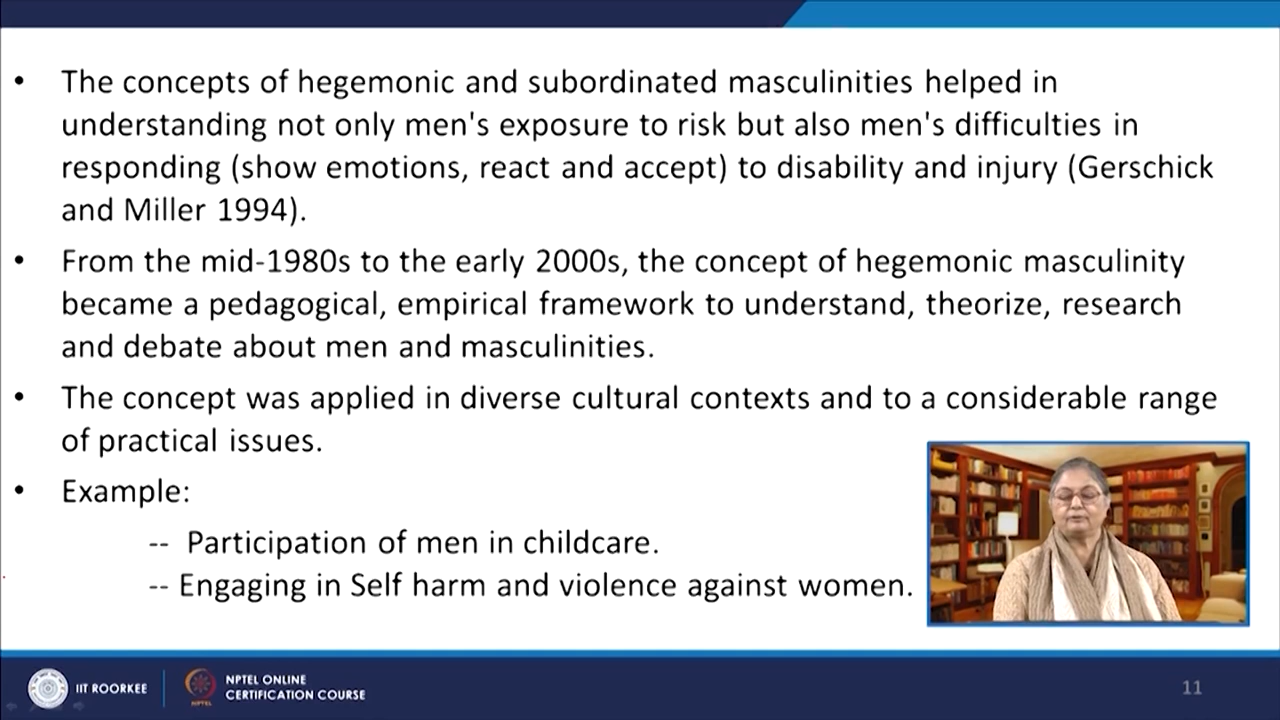 • The concepts of hegemonic and subordinated masculinities helped in
understanding not only men's exposure to risk but also men's difficulties in
responding (show emotions, react and accept) to disability and injury (Gerschick
and Miller 1994).
• From the mid-1980s to the early 2000s, the concept of hegemonic masculinity
became a pedagogical, empirical framework to understand, theorize, research
and debate about men and masculinities.
• The concept was applied in diverse cultural contexts and to a considerable range
of practical issues.
• Example:
-- Participation of men in childcare.
-- Engaging in Self harm and violence against women.
IIT ROORKEE
NPTEL
NPTEL ONLINE
CERTIFICATION COURSE
11